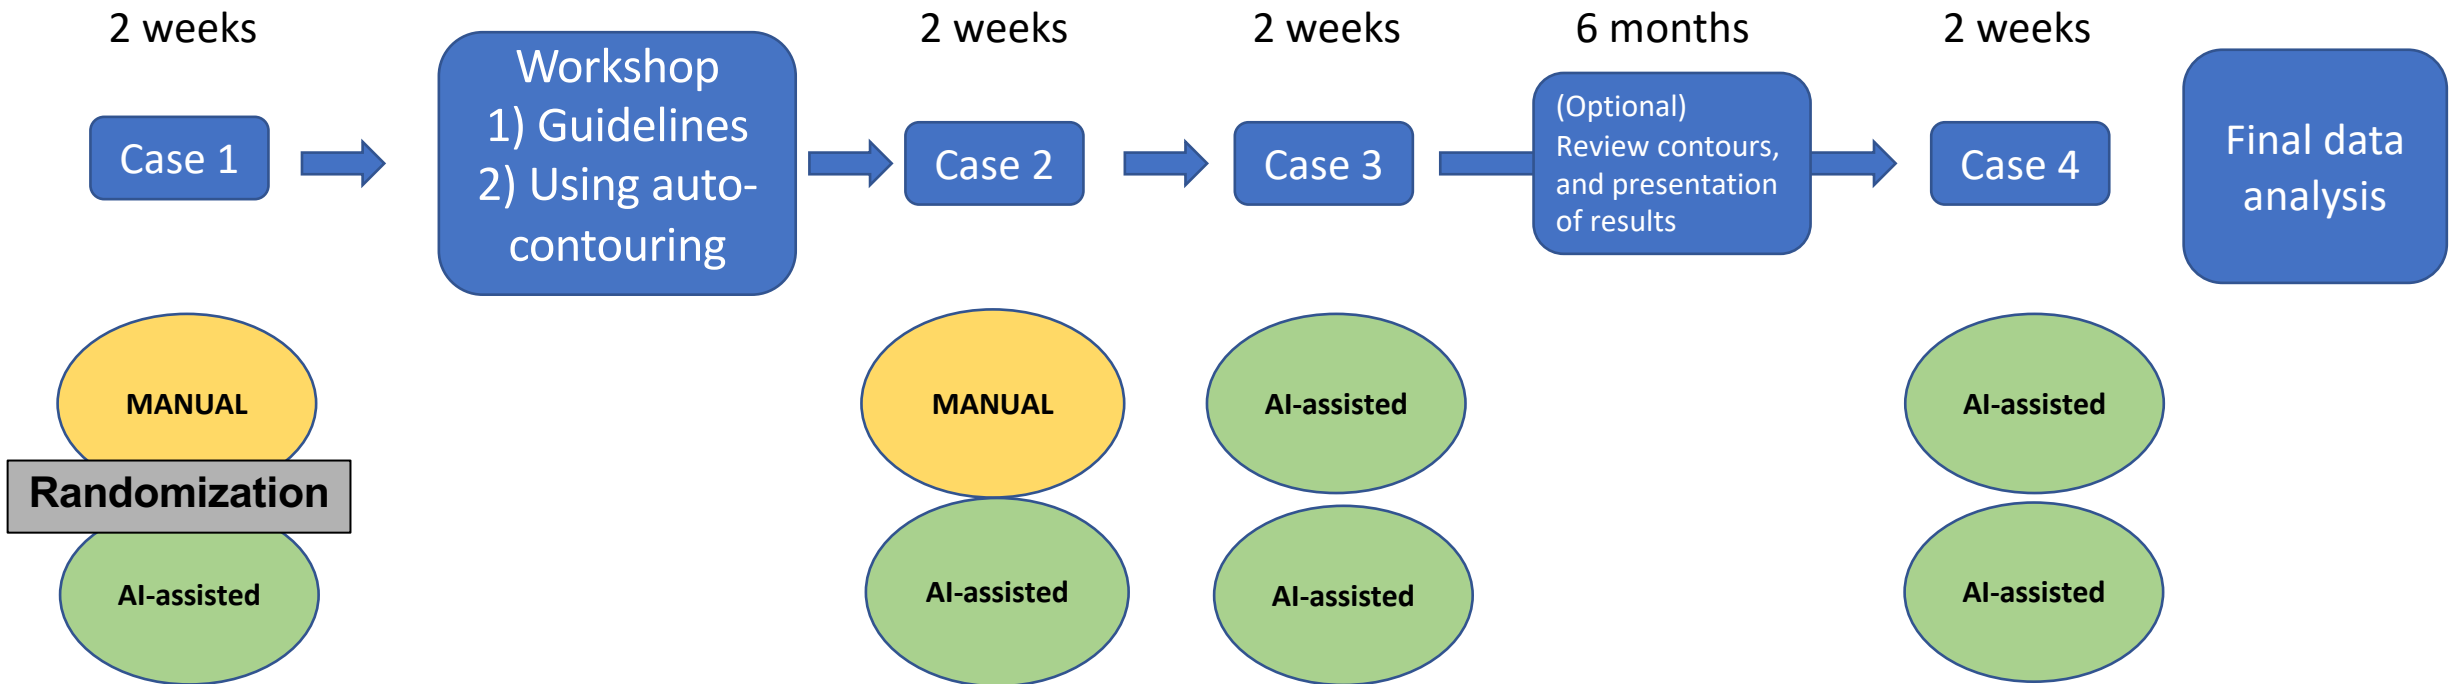 2 weeks
2 weeks
2 weeks
6 months
2 weeks
Case 1
Workshop
1) Guidelines
2) Using auto-
contouring
Case 2
Case 3
(Optional)
Review contours,
and presentation
of results
Case 4
Final data
analysis
MANUAL
Randomization
AI-assisted
MANUAL
AI-assisted
AI-assisted
AI-assisted
AI-assisted
AI-assisted